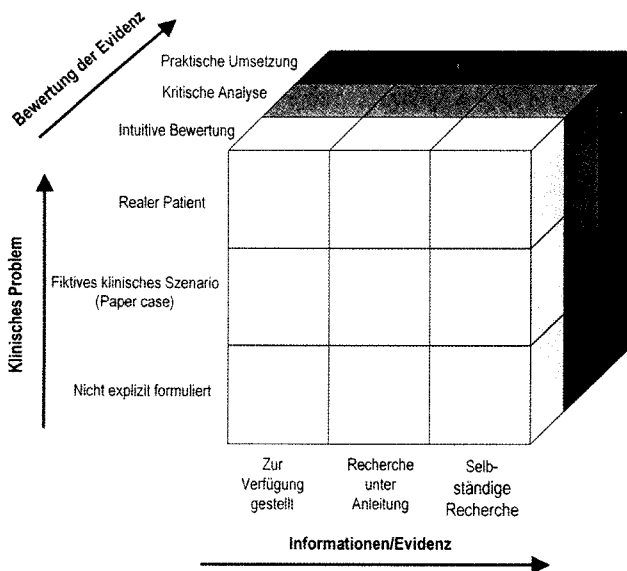 Bewertung der Evidenz
Praktische Umsetzung
Kritische Analyse
Intuitive Bewertung
Klinisches Problem
Realer Patient
Fiktives klinisches Szenario
(Paper case)
Nicht explizit formuliert
Zur
Verfügung
gestellt
Recherche
unter
Anleitung
Selb-
ständige
Recherche
Informationen/Evidenz